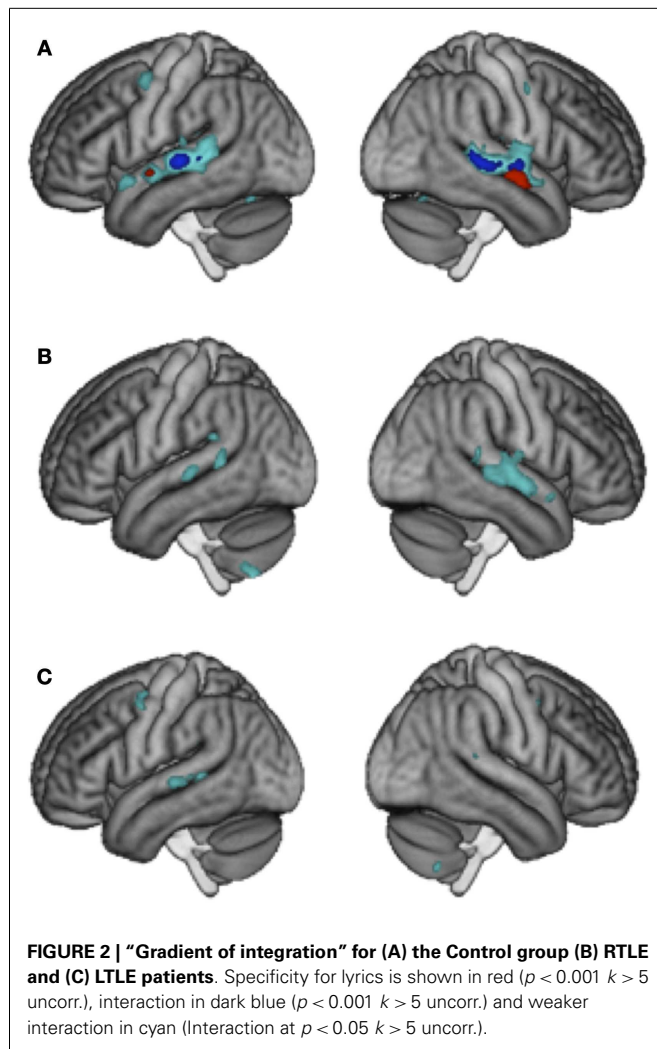 A
B
C
FIGURE 2 | "Gradient of integration" for (A) the Control group (B) RTLE
and (C) LTLE patients. Specificity for lyrics is shown in red (p < 0.001 k > 5
uncorr.), interaction in dark blue (p < 0.001 k > 5 uncorr.) and weaker
interaction in cyan (Interaction at p < 0.05 k > 5 uncorr.).